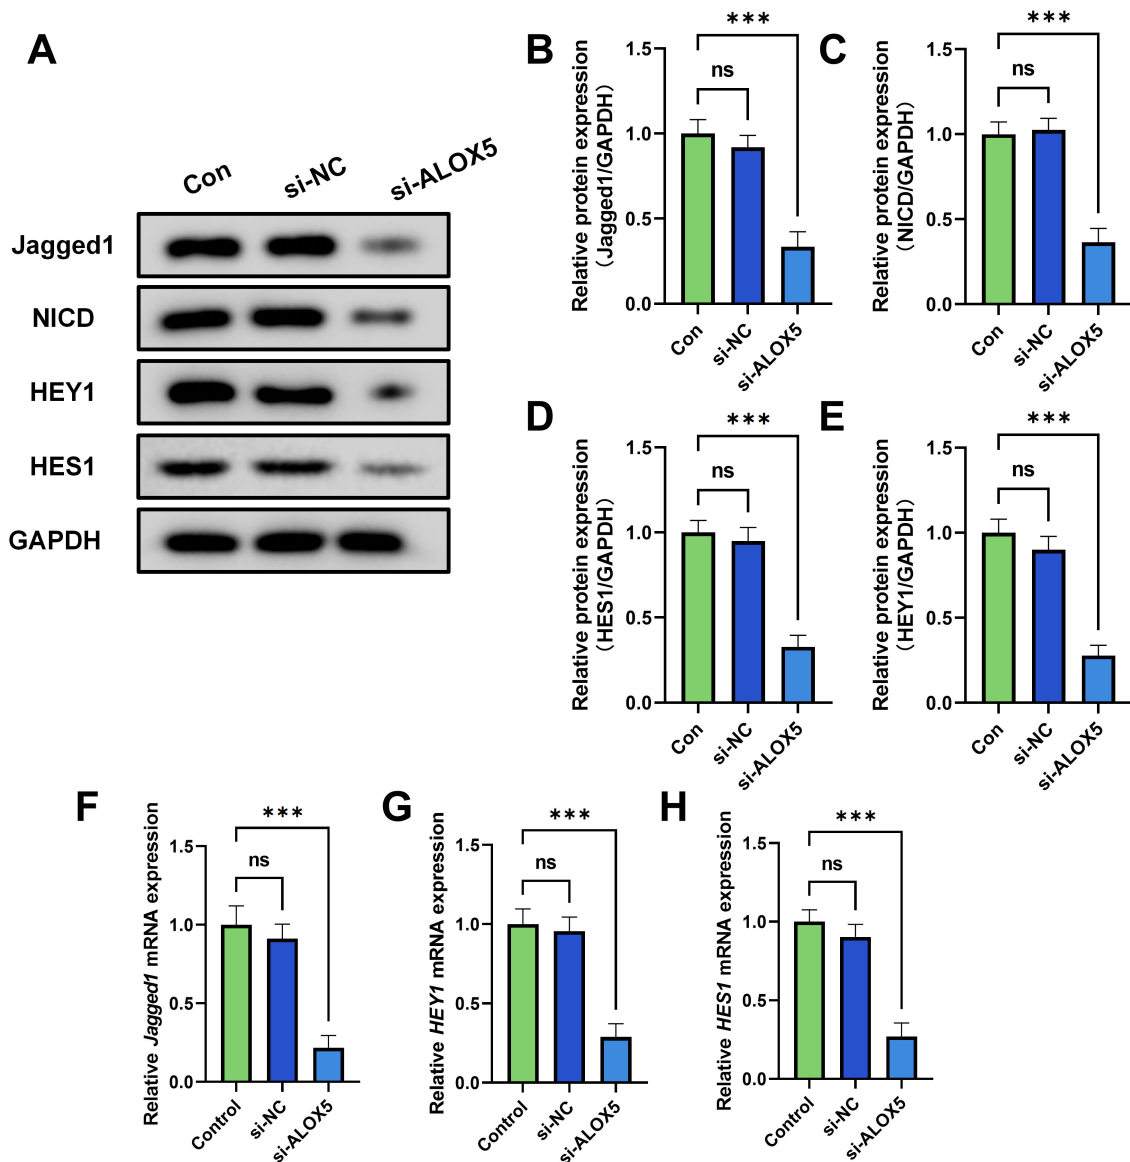 A
Con
si-NC
si-ALOX5
Jagged1
NICD
HEY1
HES1
GAPDH
B
Relative protein expression
(Jagged1/GAPDH)
1.5
1.0
0.5
0.0
***
ns
Con
si-NC
si-ALOX5
C
Relative protein expression
(NICD/GAPDH)
1.5
1.0
0.5
0.0
***
ns
Con
si-NC
si-ALOX5
D
Relative protein expression
(HES1/GAPDH)
1.5
1.0
0.5
0.0
***
ns
Con
si-NC
si-ALOX5
E
Relative protein expression
(HEY1/GAPDH)
1.5
1.0
0.5
0.0
***
ns
Con
si-NC
si-ALOX5
F
Relative Jagged1 mRNA expression
1.5
1.0
0.5
0.0
***
ns
Control
si-NC
si-ALOX5
G
Relative HEY1 mRNA expression
1.5
1.0
0.5
0.0
***
ns
Control
si-NC
si-ALOX5
H
Relative HES1 mRNA expression
1.5
1.0
0.5
0.0
***
ns
Control
si-NC
si-ALOX5